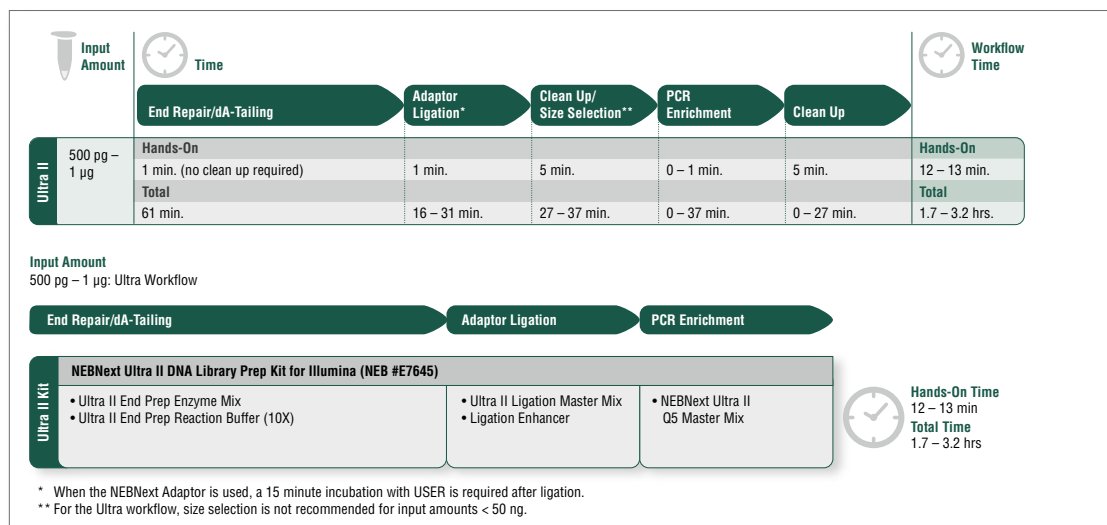 Input
Amount
Time
Workflow
Time
End Repair/dA-Tailing
Adaptor
Ligation*
Clean Up/
Size Selection**
PCR
Enrichment
Clean Up
Ultra II
500 pg –
1 µg
Hands-On
Hands-On
1 min. (no clean up required)
1 min.
5 min.
0 – 1 min.
5 min.
12 – 13 min.
Total
Total
61 min.
16 – 31 min.
27 – 37 min.
0 – 37 min.
0 – 27 min.
1.7 – 3.2 hrs.
Input Amount
500 pg – 1 µg: Ultra Workflow
End Repair/dA-Tailing
Adaptor Ligation
PCR Enrichment
Ultra II Kit
NEBNext Ultra II DNA Library Prep Kit for Illumina (NEB #E7645)
• Ultra II End Prep Enzyme Mix
• Ultra II End Prep Reaction Buffer (10X)
• Ultra II Ligation Master Mix
• Ligation Enhancer
• NEBNext Ultra II
Q5 Master Mix
Hands-On Time
12 – 13 min
Total Time
1.7 – 3.2 hrs
* When the NEBNext Adaptor is used, a 15 minute incubation with USER is required after ligation.
** For the Ultra workflow, size selection is not recommended for input amounts < 50 ng.